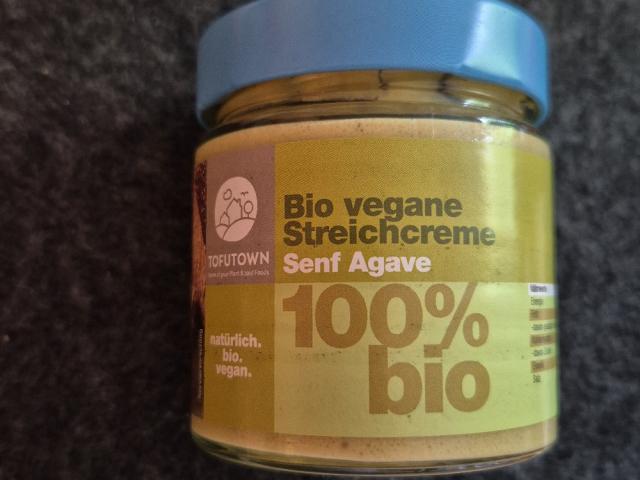 Bio vegane
Streichcreme
Senf Agave
TOFUTOWN
100%
bio
natürlich.
bio.
vegan.